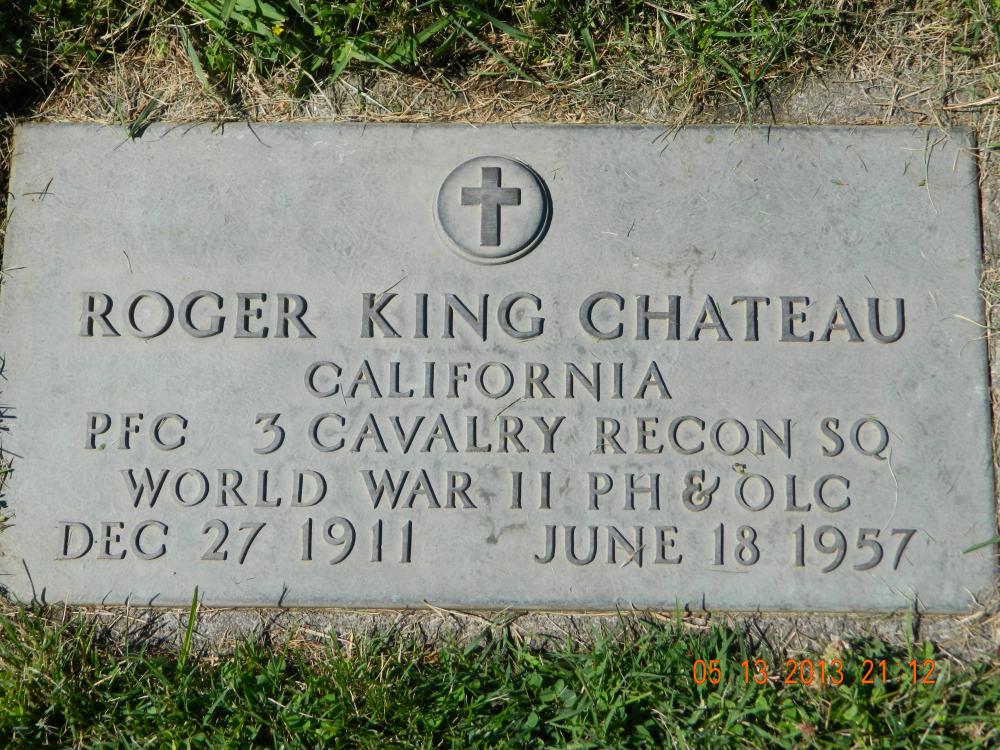 ROGER KING CHATEAU
CALIFORNIA
PFC 3 CAVALRY RECON SQ
WORLD WAR II PH & OLC
DEC 27 1911 JUNE 18 1957
05 13 2013 21 12